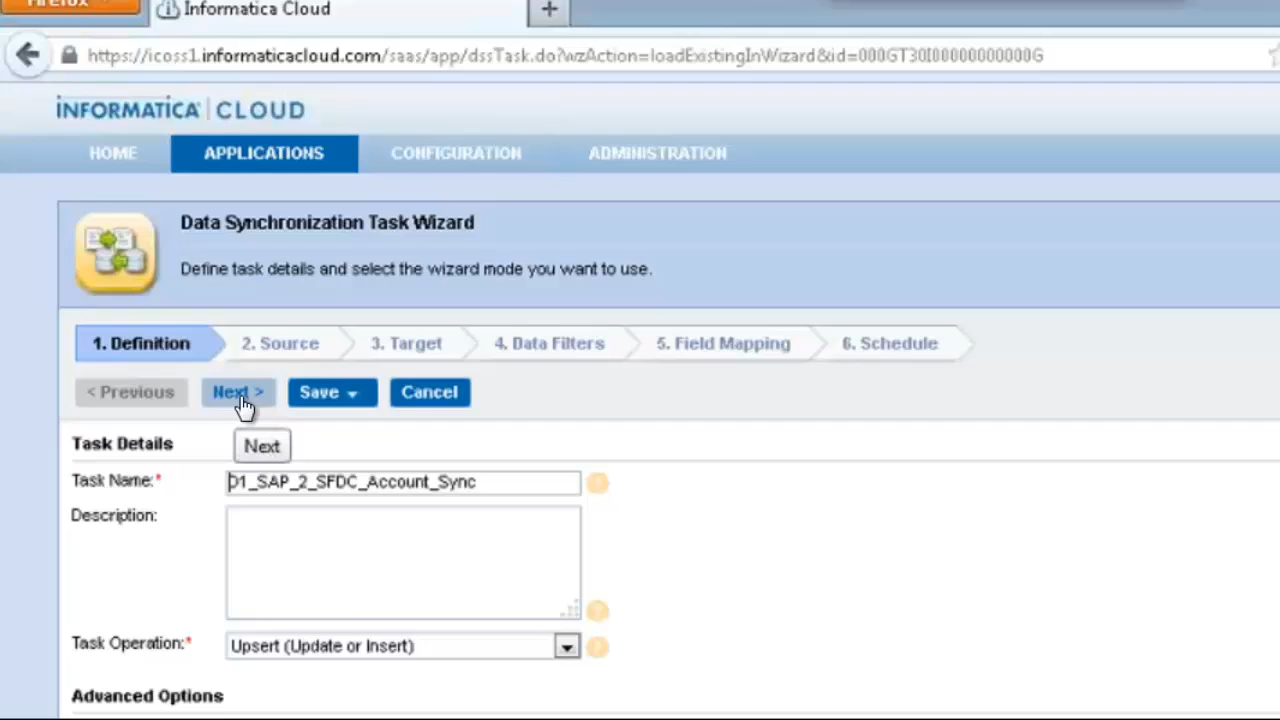 Firefox
Informatica Cloud
+
https://icoss1.informaticacloud.com/saas/app/dssTask.do?wzAction=loadExistingInWizard&id=000GT30I00000000000G
INFORMATICA CLOUD
HOME APPLICATIONS CONFIGURATION ADMINISTRATION
Data Synchronization Task Wizard
Define task details and select the wizard mode you want to use.
1. Definition 2. Source 3. Target 4. Data Filters 5. Field Mapping 6. Schedule
< Previous Next > Save Cancel
Task Details
Next
Task Name:* 01_SAP_2_SFDC_Account_Sync
Description:
Task Operation:* Upsert (Update or Insert)
Advanced Options